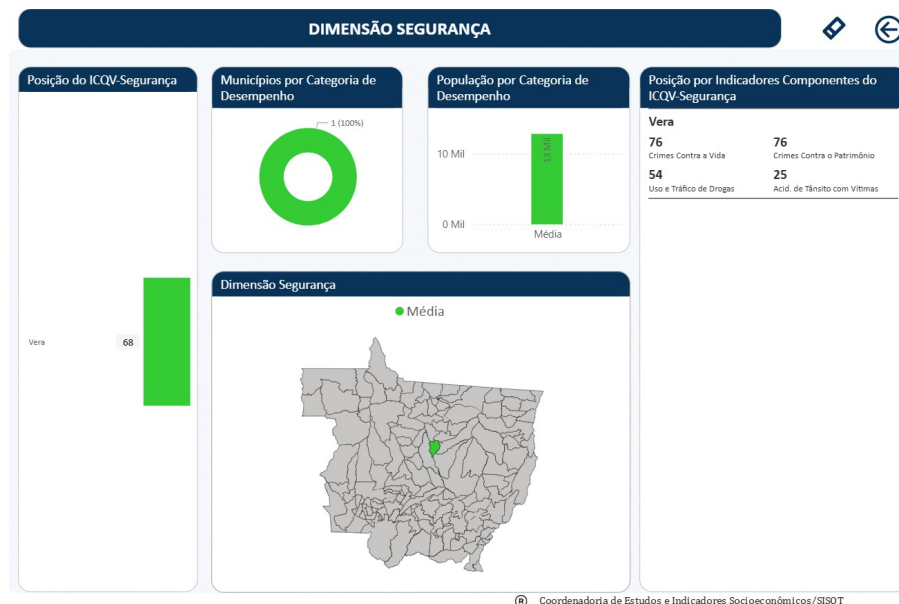 DIMENSÃO SEGURANÇA
Posição do ICQV-Segurança
Vera
68
Municípios por Categoria de
Desempenho
1 (100%)
População por Categoria de
Desempenho
10 Mil
13 Mil
0 Mil
Média
Dimensão Segurança
Média
Posição por Indicadores Componentes do
ICQV-Segurança
Vera
76 76
Crimes Contra a Vida Crimes Contra o Patrimônio
54 25
Uso e Tráfico de Drogas Acid. de Tânsito com Vítimas
® Coordenadoria de Estudos e Indicadores Socioeconômicos/SISOT